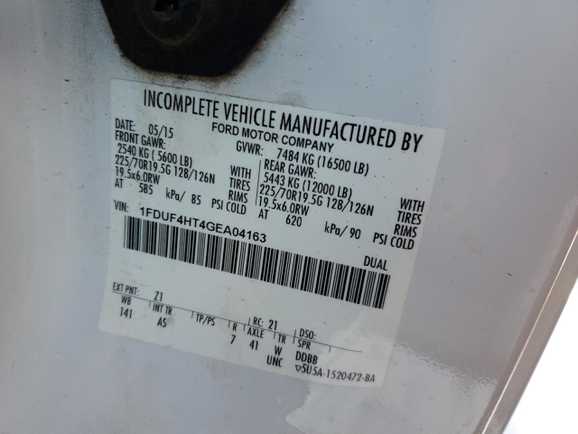 INCOMPLETE VEHICLE MANUFACTURED BY
FORD MOTOR COMPANY
DATE: 05/15 GVWR: 7484 KG (16500 LB)
FRONT GAWR: REAR GAWR:
2540 KG (5600 LB) WITH 5443 KG (12000 LB) WITH
225/70R19.5G 128/126N TIRES 225/70R19.5G 128/126N TIRES
19.5x6.0RW RIMS 19.5x6.0RW RIMS
AT 585 kPa/ 85 PSI COLD AT 620 kPa/ 90 PSI COLD
VIN: 1FDUF4HT4GEA04163
DUAL
EXT PNT: Z1 RC: 21 DSO:
WB INT TR TP/PS R AXLE TR SPR
141 AS 7 41 W DDBB
UNC ▽5U5A-1520472-BA